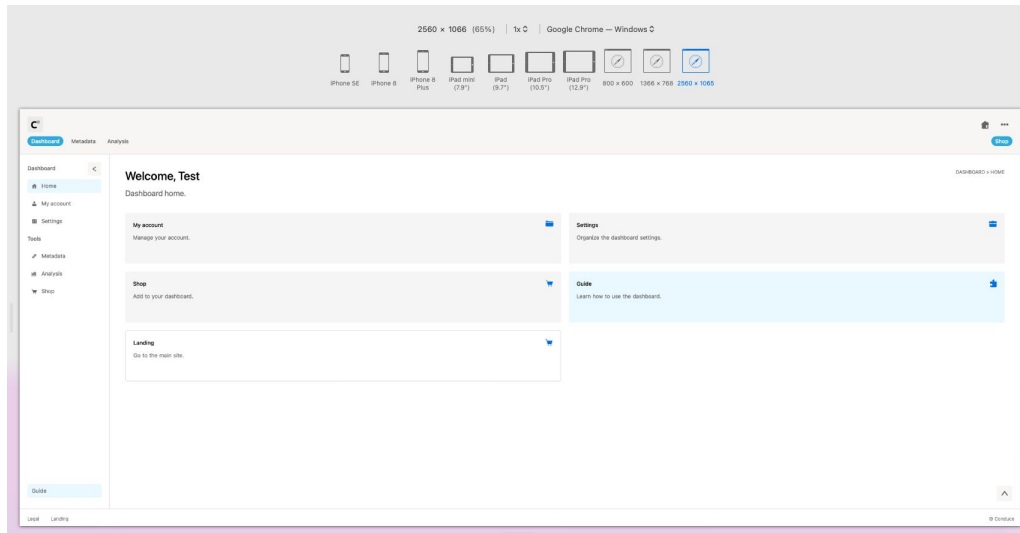 2560 × 1066 (65%) 1x Google Chrome — Windows
iPhone SE iPhone 8 iPhone 8 Plus iPad mini (7.9") iPad (9.7") iPad Pro (10.5") iPad Pro (12.9") 800 × 600 1366 × 768 2560 × 1065
C
Dashboard Metadata Analysis Shop
Dashboard
Home
My account
Settings
Tools
Metadata
Analysis
Shop
Guide
Welcome, Test
DASHBOARD > HOME
Dashboard home.
My account
Manage your account.
Settings
Organize the dashboard settings.
Shop
Add to your dashboard.
Guide
Learn how to use the dashboard.
Landing
Go to the main site.
Legal Landing
© Conduce